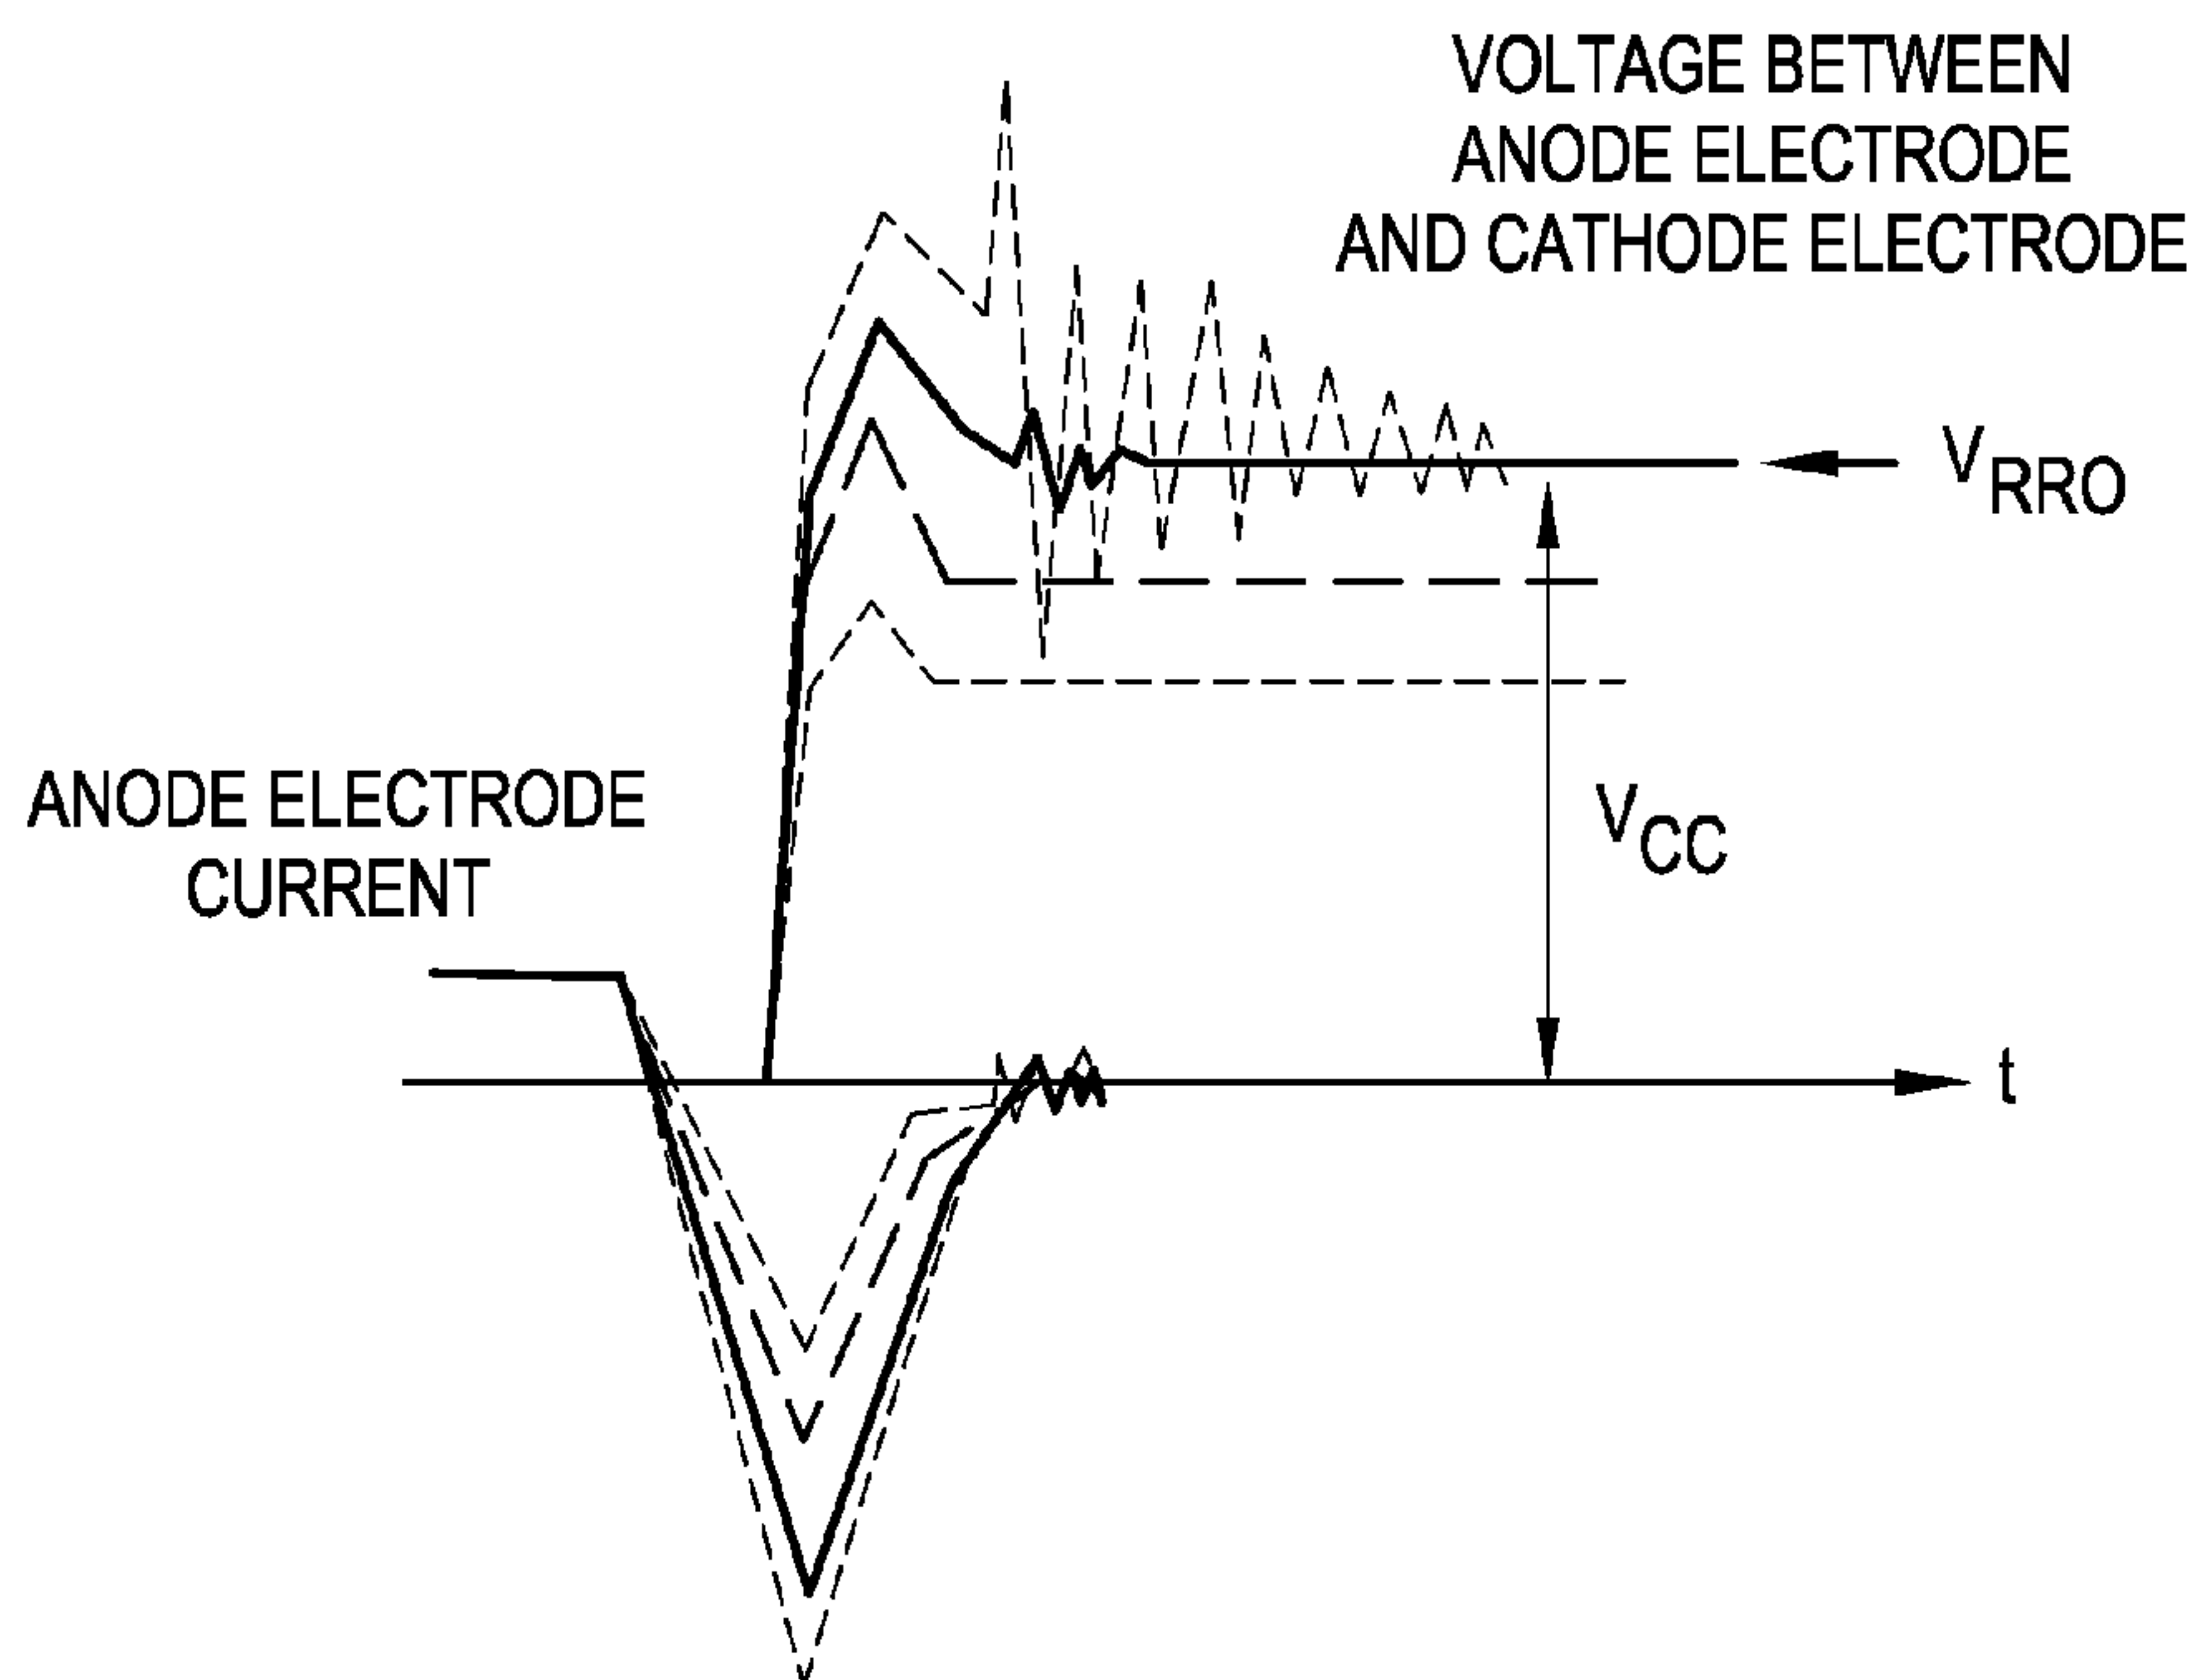 VOLTAGE BETWEEN
ANODE ELECTRODE
AND CATHODE ELECTRODE
VRRO
ANODE ELECTRODE
CURRENT
VCC
t